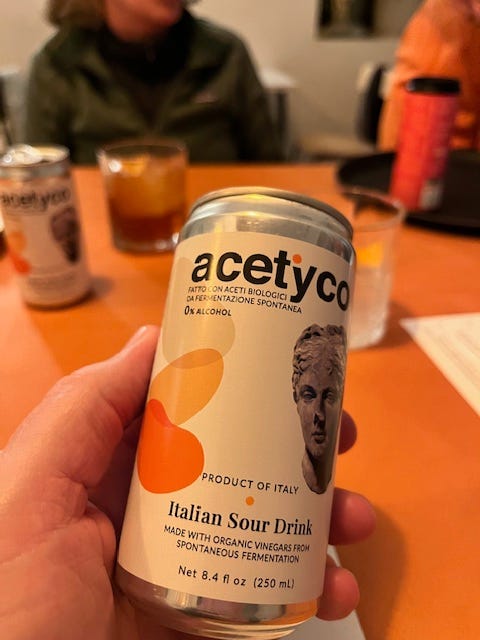 acetyco
acetyco
FATTO CON ACETI BIOLOGICI
DA FERMENTAZIONE SPONTANEA
0% ALCOHOL
PRODUCT OF ITALY
Italian Sour Drink
MADE WITH ORGANIC VINEGARS FROM
SPONTANEOUS FERMENTATION
Net 8.4 fl oz (250 mL)